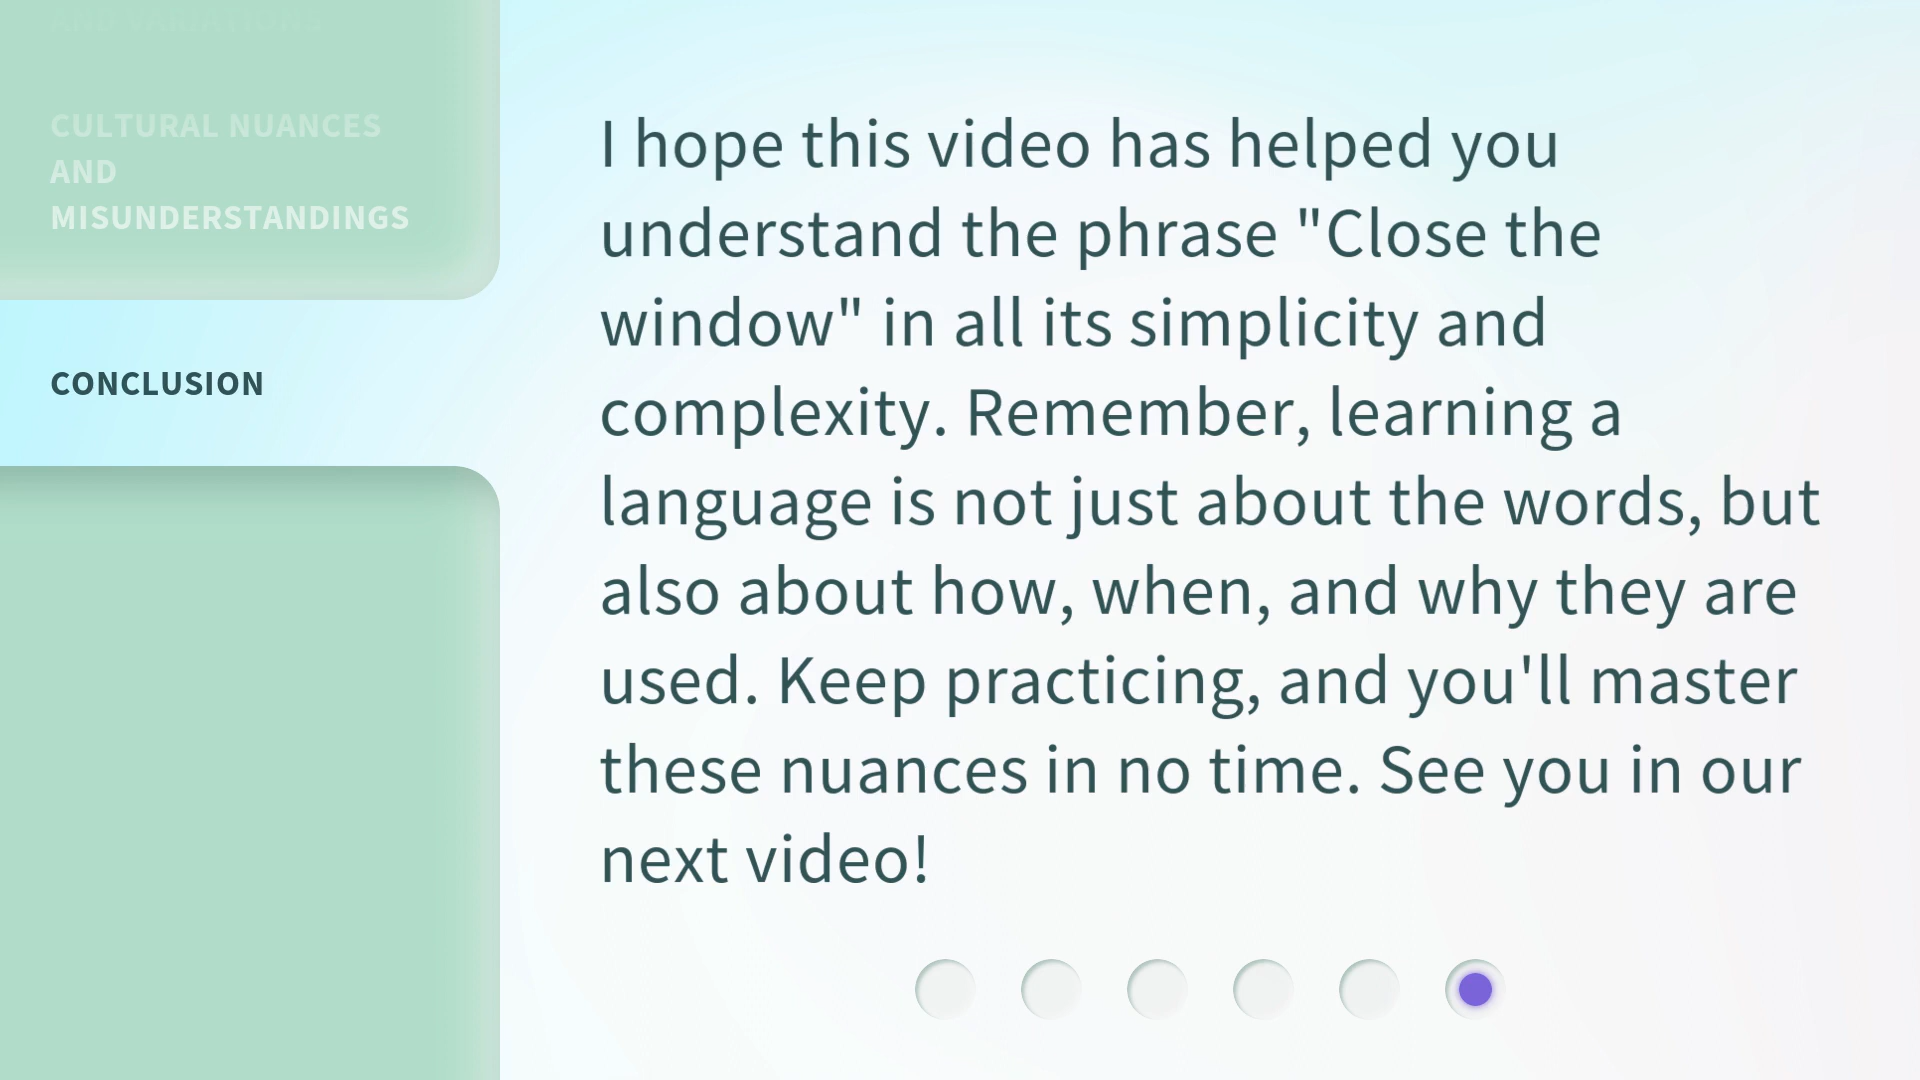 AND VARIATIONS
CULTURAL NUANCES
AND
MISUNDERSTANDINGS
CONCLUSION
I hope this video has helped you
understand the phrase "Close the
window" in all its simplicity and
complexity. Remember, learning a
language is not just about the words, but
also about how, when, and why they are
used. Keep practicing, and you'll master
these nuances in no time. See you in our
next video!